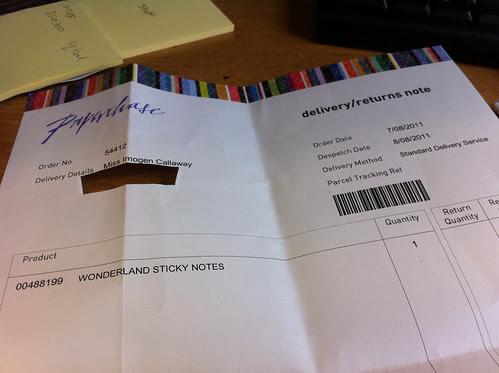 Paperchase
delivery/returns note
Order No 54412
Delivery Details Miss Imogen Callaway
Order Date 7/08/2011
Despatch Date 8/08/2011
Delivery Method Standard Delivery Service
Parcel Tracking Ref
Product Quantity Return Quantity
1
00488199 WONDERLAND STICKY NOTES